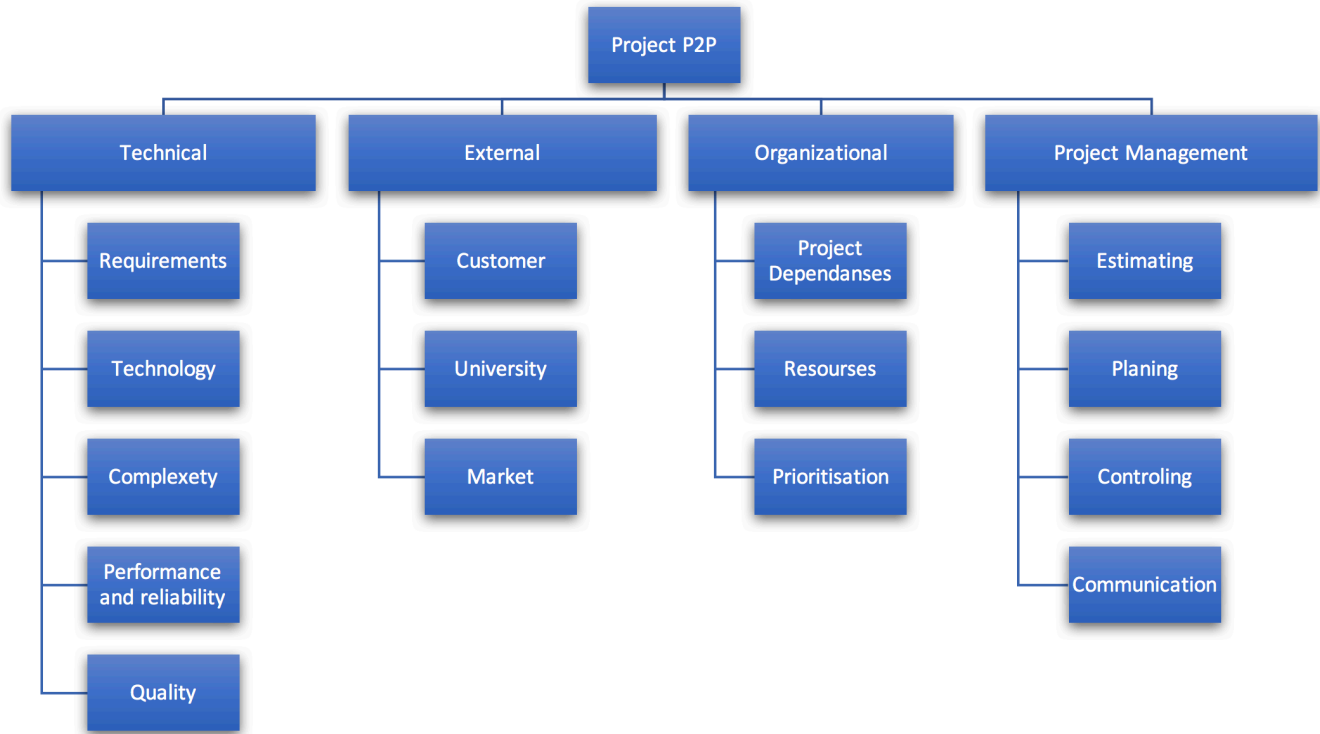 Project P2P
Technical
External
Organizational
Project Management
Requirements
Technology
Complexety
Performance
and reliability
Quality
Customer
University
Market
Project
Dependanses
Resourses
Prioritisation
Estimating
Planing
Controling
Communication